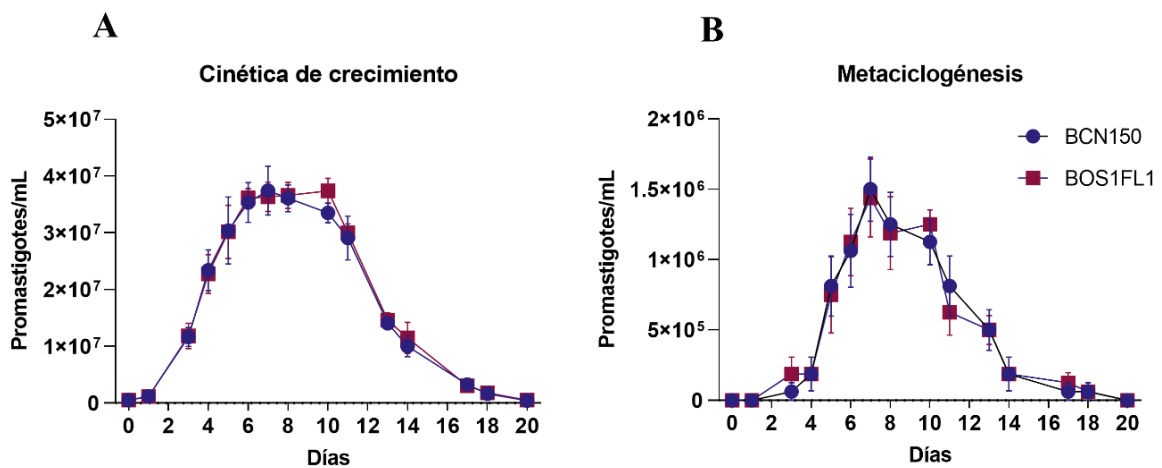 A
Cinética de crecimiento
Promastigotes/mL
5×10⁷
4×10⁷
3×10⁷
2×10⁷
1×10⁷
0
0 2 4 6 8 10 12 14 16 18 20
Días
B
Metaciclogénesis
Promastigotes/mL
2×10⁶
1.5×10⁶
1×10⁶
5×10⁵
0
0 2 4 6 8 10 12 14 16 18 20
Días
BCN150
BOS1FL1